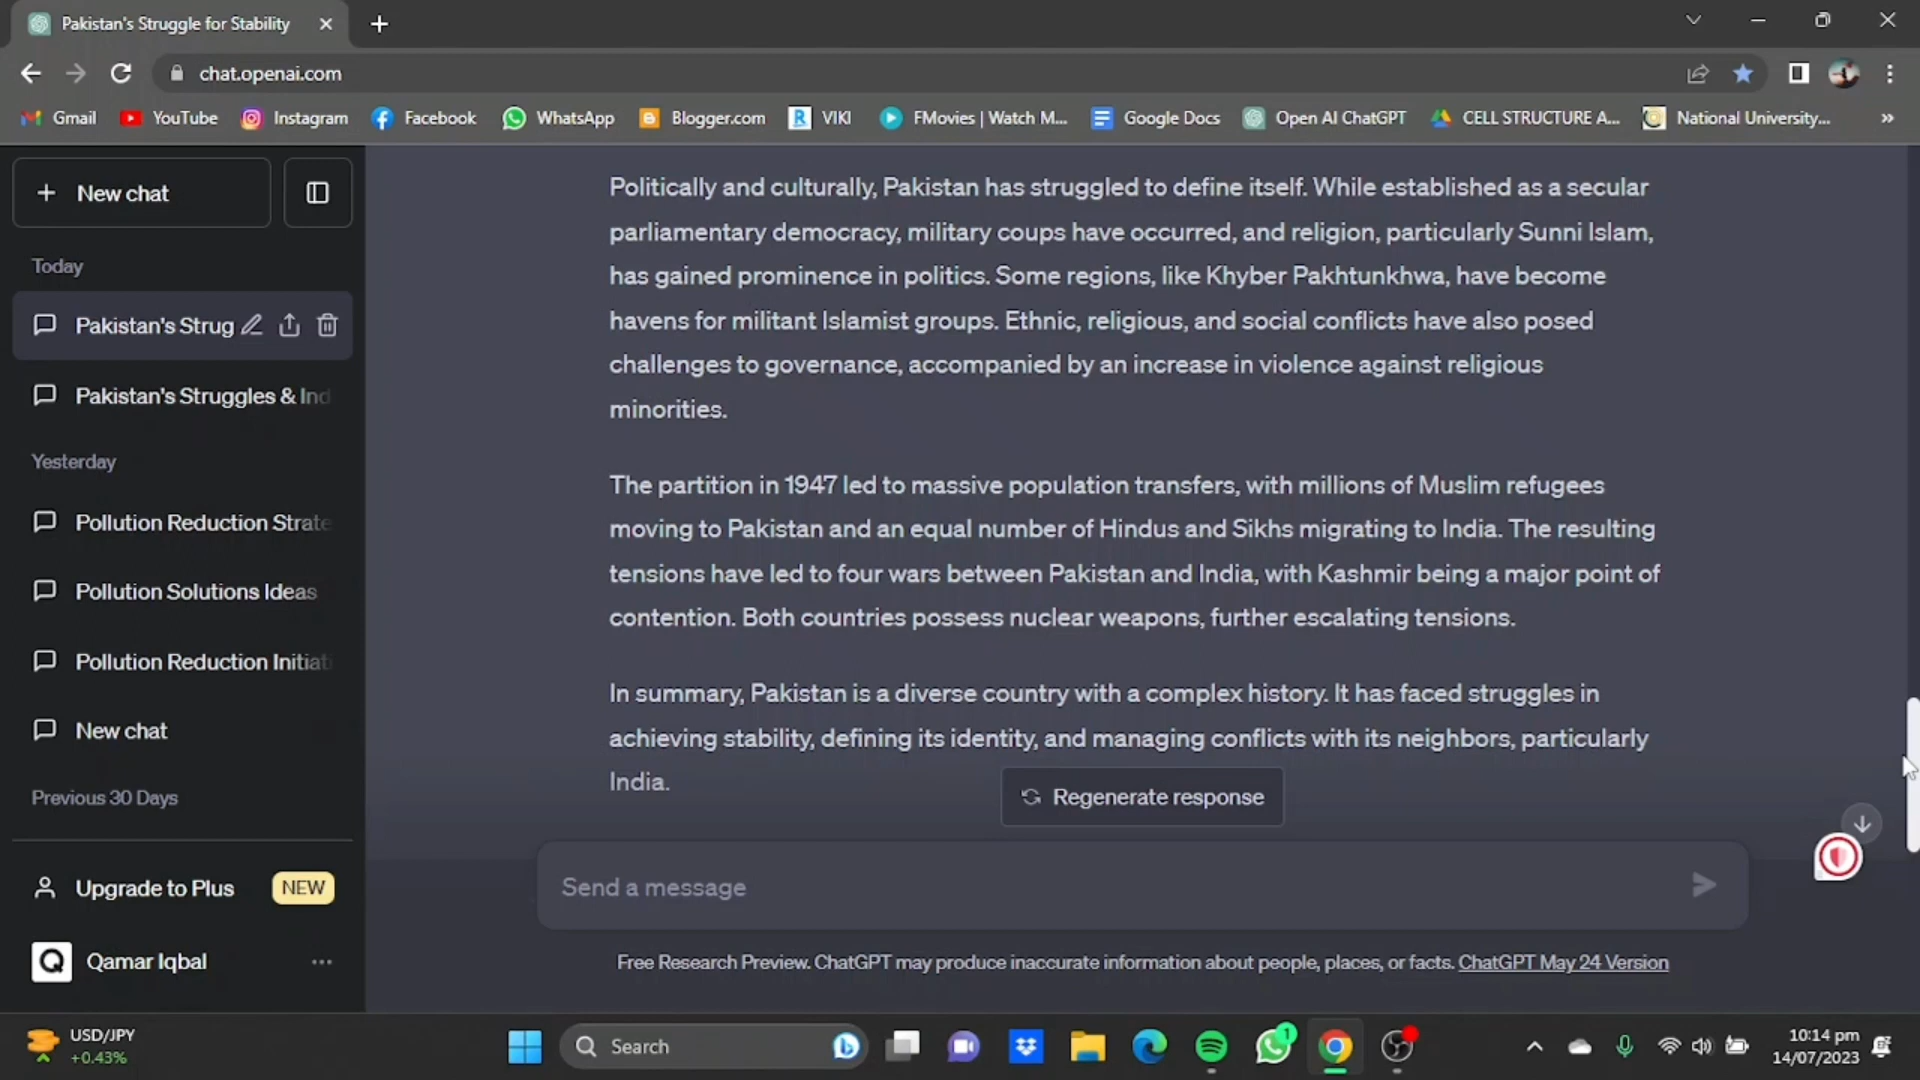 Pakistan's Struggle for Stability
chat.openai.com
Gmail YouTube Instagram Facebook WhatsApp Blogger.com VIKI FMovies | Watch M... Google Docs Open AI ChatGPT CELL STRUCTURE A... National University... »
+ New chat
Today
Pakistan's Strug
Pakistan's Struggles & Ind
Yesterday
Pollution Reduction Strate
Pollution Solutions Ideas
Pollution Reduction Initiati
New chat
Previous 30 Days
Upgrade to Plus NEW
Q Qamar Iqbal ...
Politically and culturally, Pakistan has struggled to define itself. While established as a secular
parliamentary democracy, military coups have occurred, and religion, particularly Sunni Islam,
has gained prominence in politics. Some regions, like Khyber Pakhtunkhwa, have become
havens for militant Islamist groups. Ethnic, religious, and social conflicts have also posed
challenges to governance, accompanied by an increase in violence against religious
minorities.
The partition in 1947 led to massive population transfers, with millions of Muslim refugees
moving to Pakistan and an equal number of Hindus and Sikhs migrating to India. The resulting
tensions have led to four wars between Pakistan and India, with Kashmir being a major point of
contention. Both countries possess nuclear weapons, further escalating tensions.
In summary, Pakistan is a diverse country with a complex history. It has faced struggles in
achieving stability, defining its identity, and managing conflicts with its neighbors, particularly
India.
Regenerate response
Send a message
Free Research Preview. ChatGPT may produce inaccurate information about people, places, or facts. ChatGPT May 24 Version
USD/JPY
+0.43%
Search
1
10:14 pm
14/07/2023